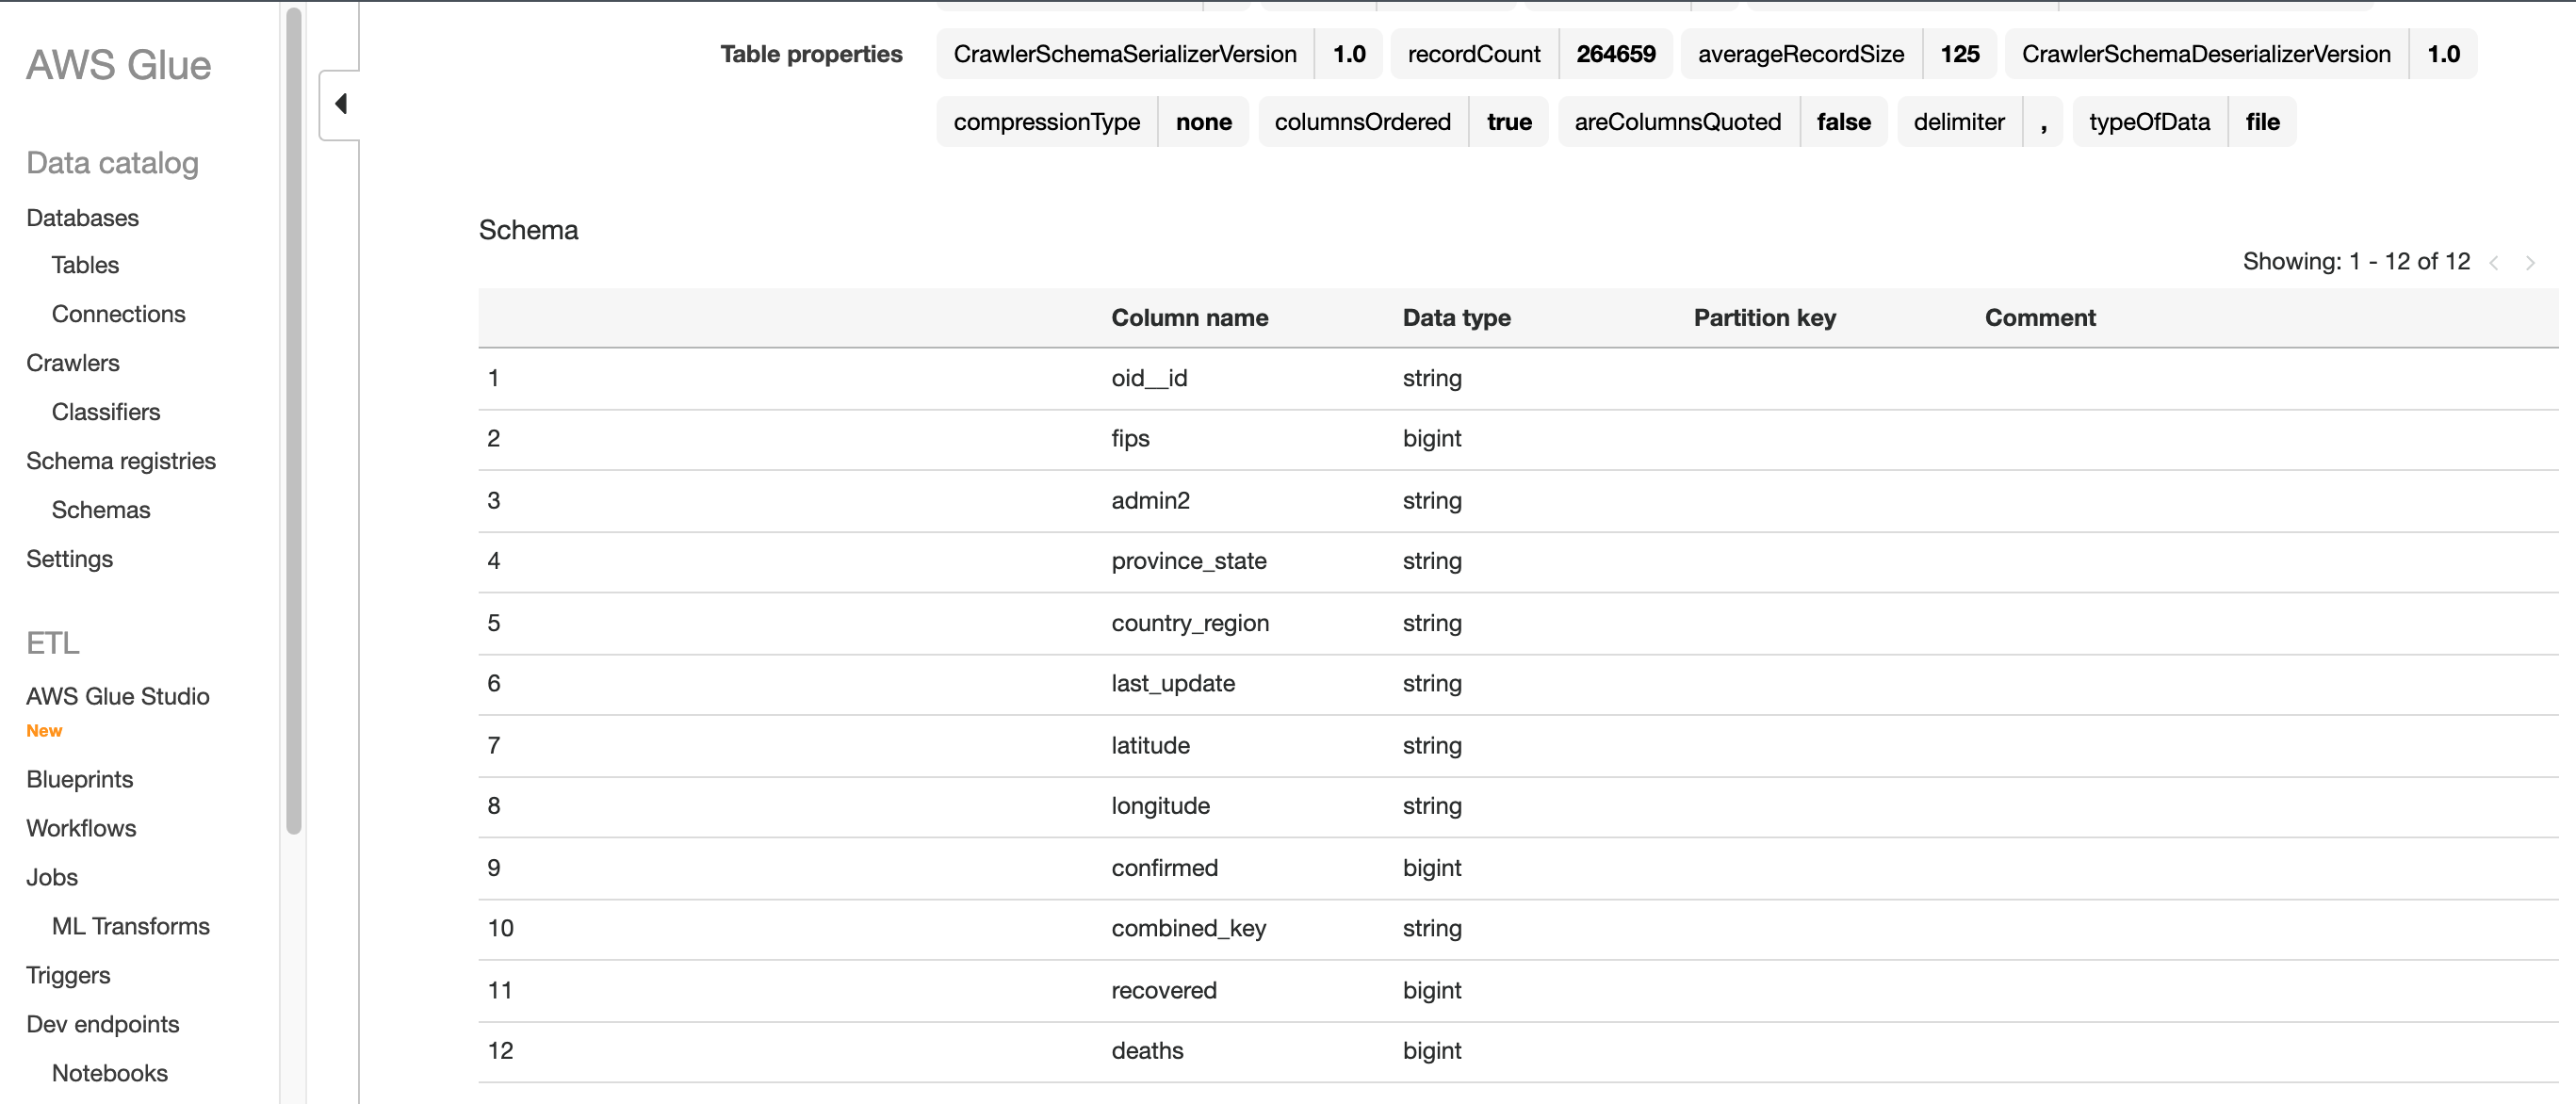 AWS Glue
Data catalog
Databases
Tables
Connections
Crawlers
Classifiers
Schema registries
Schemas
Settings
ETL
AWS Glue Studio
New
Blueprints
Workflows
Jobs
ML Transforms
Triggers
Dev endpoints
Notebooks
Table properties CrawlerSchemaSerializerVersion 1.0 recordCount 264659 averageRecordSize 125 CrawlerSchemaDeserializerVersion 1.0
compressionType none columnsOrdered true areColumnsQuoted false delimiter , typeOfData file
Schema
Showing: 1 - 12 of 12 < >
Column name Data type Partition key Comment
1 oid__id string
2 fips bigint
3 admin2 string
4 province_state string
5 country_region string
6 last_update string
7 latitude string
8 longitude string
9 confirmed bigint
10 combined_key string
11 recovered bigint
12 deaths bigint